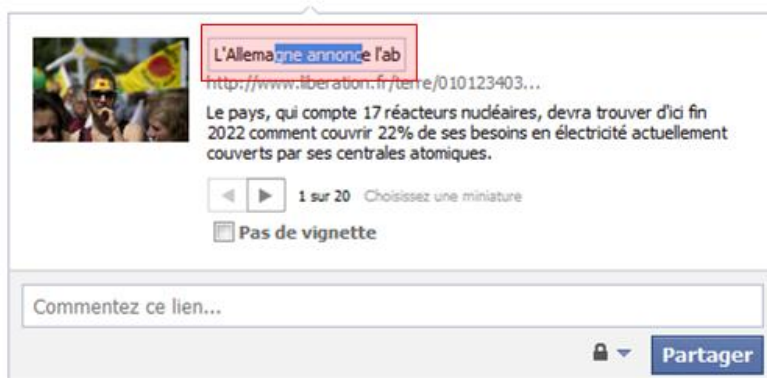 L'Allemagne annonce l'ab
http://www.liberation.fr/terre/010123403...
Le pays, qui compte 17 réacteurs nucléaires, devra trouver d'ici fin
2022 comment couvrir 22% de ses besoins en électricité actuellement
couverts par ses centrales atomiques.
1 sur 20 Choisissez une miniature
Pas de vignette
Commentez ce lien...
Partager